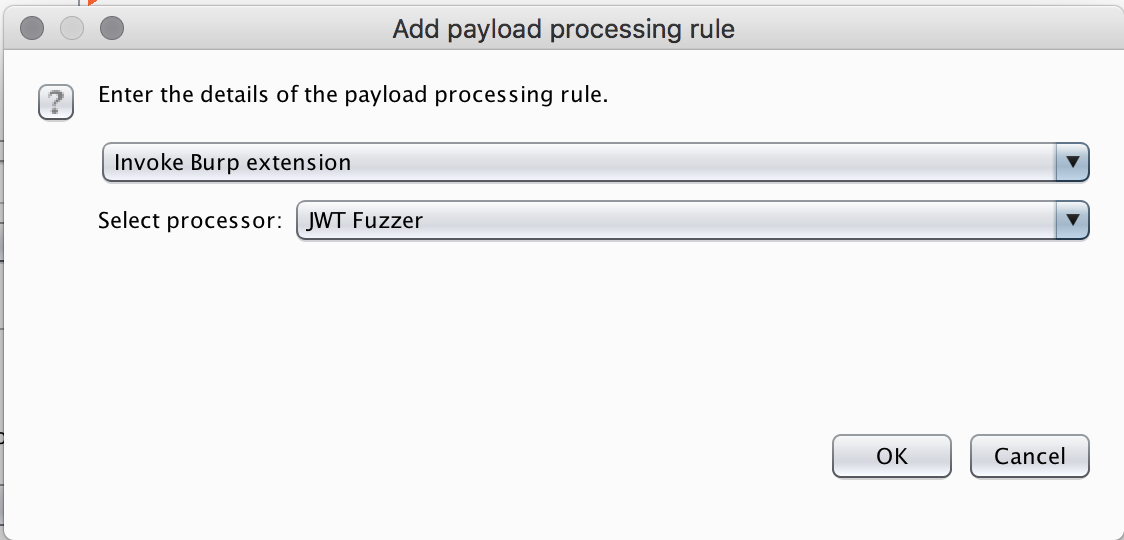 Add payload processing rule
? Enter the details of the payload processing rule.
Invoke Burp extension
Select processor: JWT Fuzzer
OK Cancel